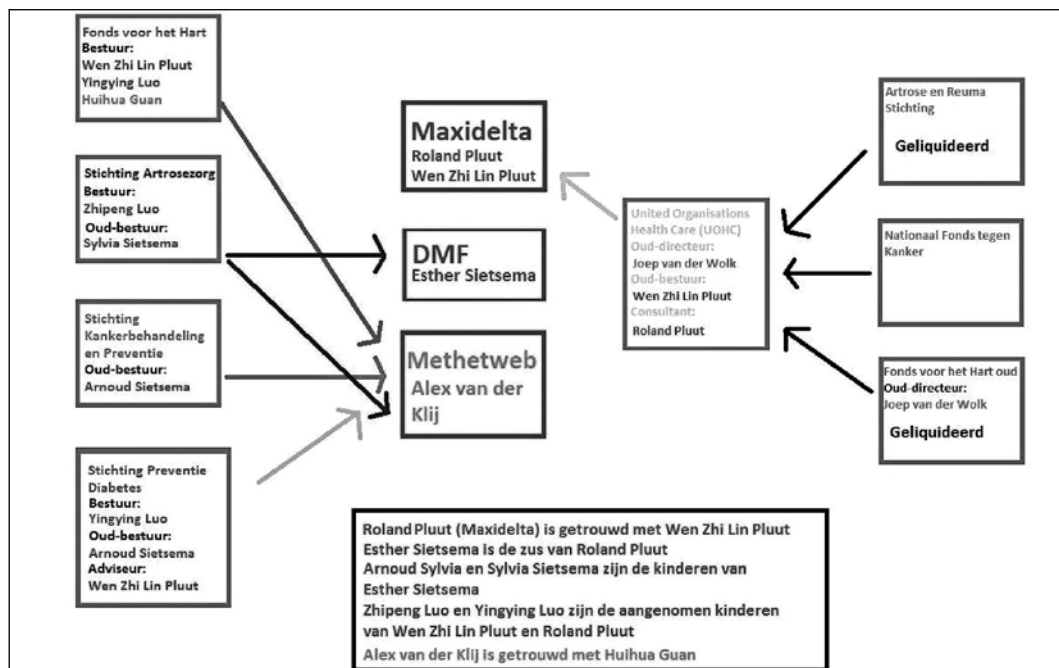 Fonds voor het Hart
Bestuur:
Wen Zhi Lin Pluut
Yingying Luo
Huihua Guan
Stichting Artrosezorg
Bestuur:
Zhipeng Luo
Oud-bestuur:
Sylvia Sietsema
Stichting
Kankerbehandeling
en Preventie
Oud-bestuur:
Arnoud Sietsema
Stichting Preventie
Diabetes
Bestuur:
Yingying Luo
Oud-bestuur:
Arnoud Sietsema
Adviseur:
Wen Zhi Lin Pluut
Maxidelta
Roland Pluut
Wen Zhi Lin Pluut
DMF
Esther Sietsema
Methetweb
Alex van der
Klij
United Organisations
Health Care (UOHC)
Oud-directeur:
Joep van der Wolk
Oud-bestuur:
Wen Zhi Lin Pluut
Consultant:
Roland Pluut
Artrose en Reuma
Stichting
Geliquideerd
Nationaal Fonds tegen
Kanker
Fonds voor het Hart oud
Oud-directeur:
Joep van der Wolk
Geliquideerd
Roland Pluut (Maxidelta) is getrouwd met Wen Zhi Lin Pluut
Esther Sietsema is de zus van Roland Pluut
Arnoud Sylvia en Sylvia Sietsema zijn de kinderen van
Esther Sietsema
Zhipeng Luo en Yingying Luo zijn de aangenomen kinderen
van Wen Zhi Lin Pluut en Roland Pluut
Alex van der Klij is getrouwd met Huihua Guan